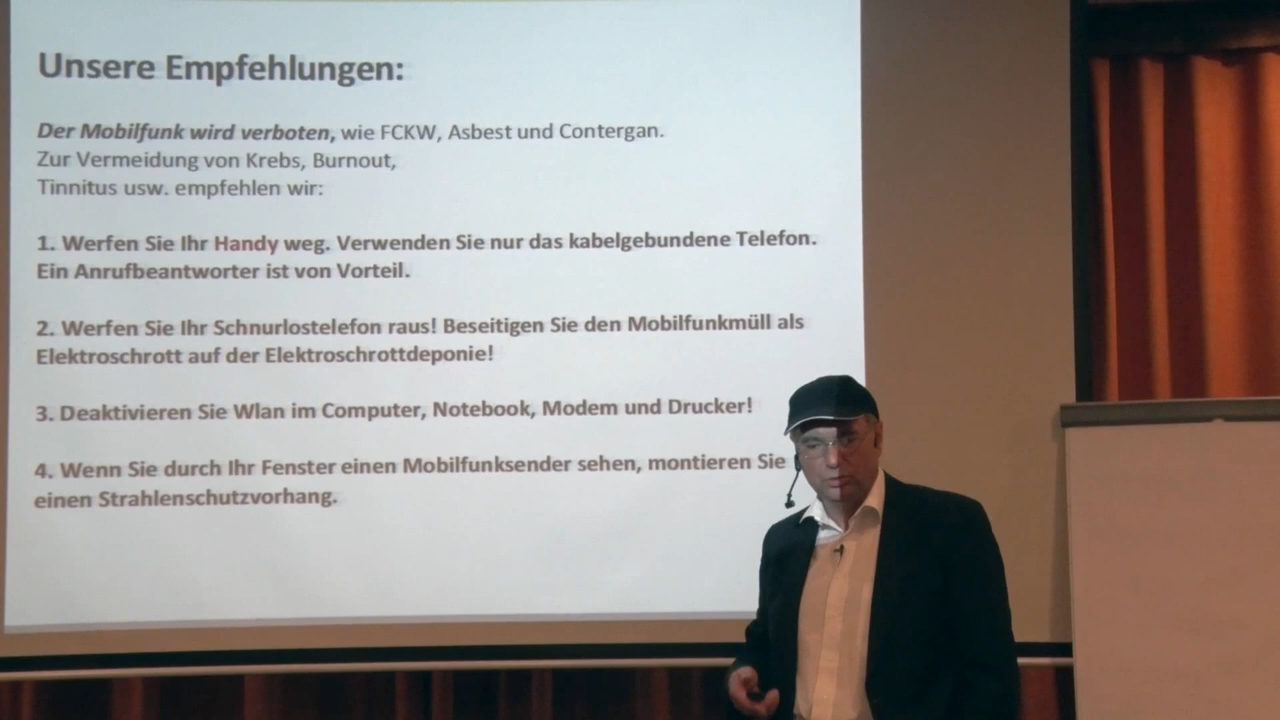 Unsere Empfehlungen:
Der Mobilfunk wird verboten, wie FCKW, Asbest und Contergan.
Zur Vermeidung von Krebs, Burnout,
Tinnitus usw. empfehlen wir:
1. Werfen Sie Ihr Handy weg. Verwenden Sie nur das kabelgebundene Telefon.
Ein Anrufbeantworter ist von Vorteil.
2. Werfen Sie Ihr Schnurlostelefon raus! Beseitigen Sie den Mobilfunkmüll als
Elektroschrott auf der Elektroschrottdeponie!
3. Deaktivieren Sie Wlan im Computer, Notebook, Modem und Drucker!
4. Wenn Sie durch Ihr Fenster einen Mobilfunksender sehen, montieren Sie
einen Strahlenschutzvorhang.